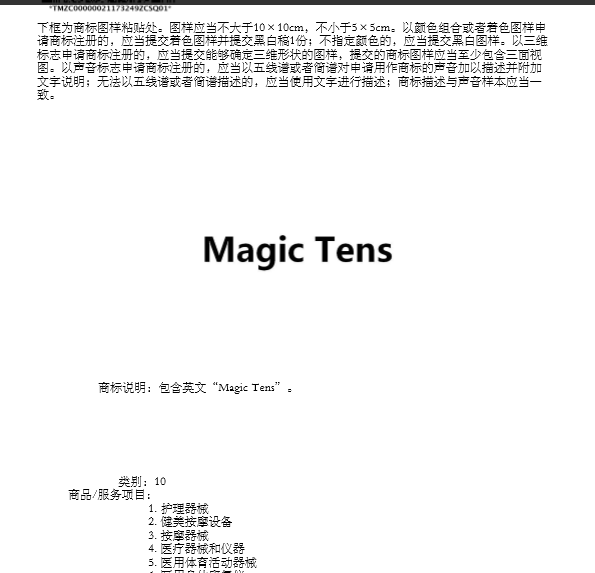 *TMZC00000021173249ZCSQ01*
下框为商标图样粘贴处。图样应当不大于10×10cm，不小于5×5cm。以颜色组合或者着色图样申
请商标注册的，应当提交着色图样并提交黑白稿1份；不指定颜色的，应当提交黑白图样。以三维
标志申请商标注册的，应当提交能够确定三维形状的图样，提交的商标图样应当至少包含三面视
图。以声音标志申请商标注册的，应当以五线谱或者简谱对申请用作商标的声音加以描述并附加
文字说明；无法以五线谱或者简谱描述的，应当使用文字进行描述；商标描述与声音样本应当一
致。
Magic Tens
商标说明：包含英文“Magic Tens”。
类别：10
商品/服务项目：
1. 护理器械
2. 健美按摩设备
3. 按摩器械
4. 医疗器械和仪器
5. 医用体育活动器械